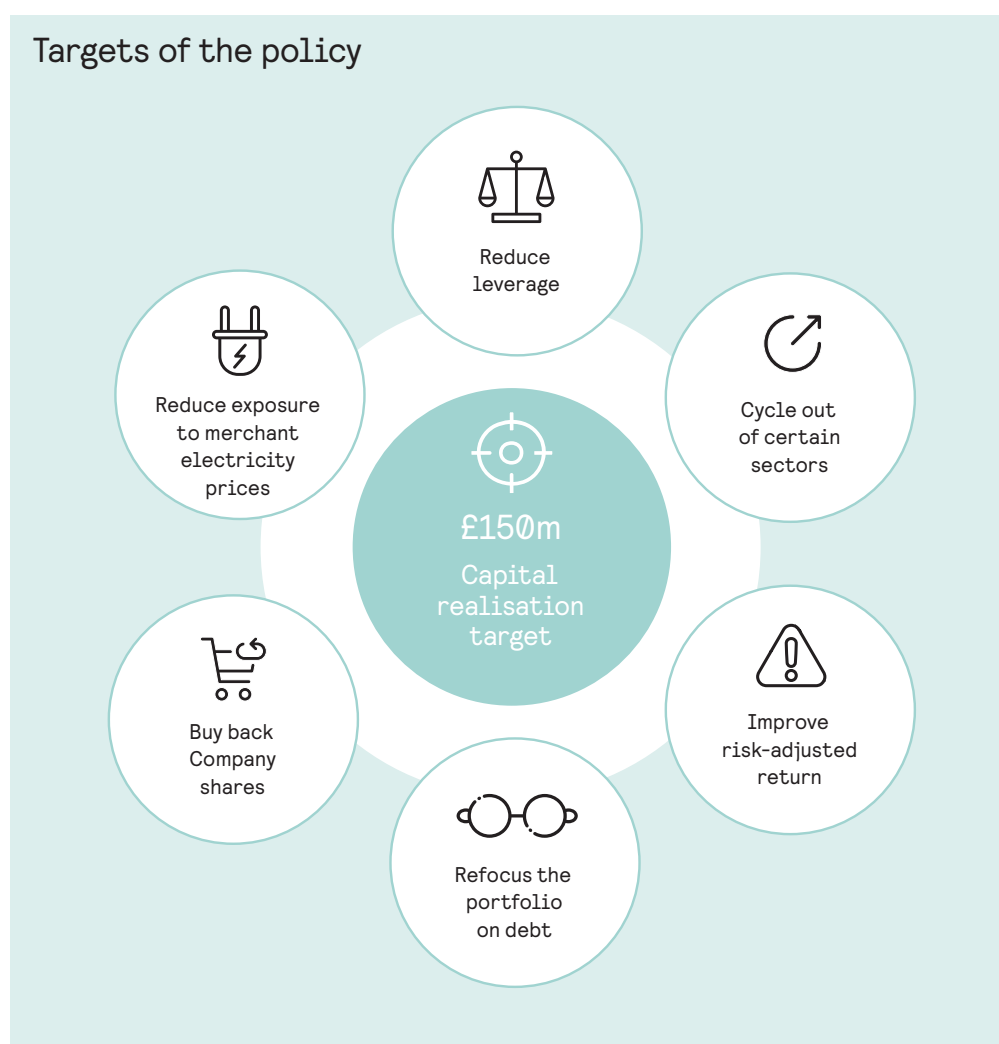 Targets of the policy
Reduce
leverage
Cycle out
of certain
sectors
Improve
risk-adjusted
return
Refocus the
portfolio
on debt
Buy back
Company
shares
Reduce exposure
to merchant
electricity
prices
£150m
Capital
realisation
target